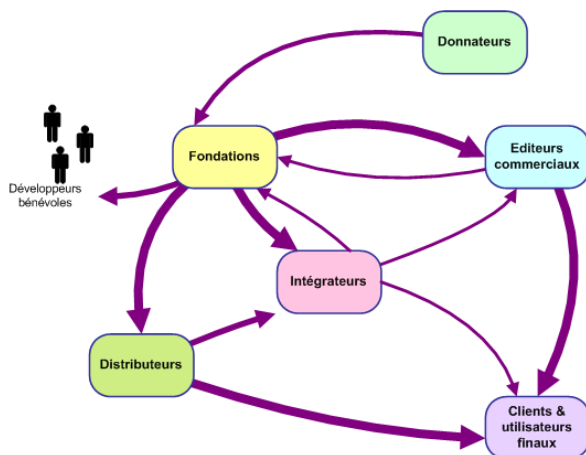 Donnateurs
Fondations
Editeurs
commerciaux
Développeurs
bénévoles
Intégrateurs
Distributeurs
Clients &
utilisateurs
finaux